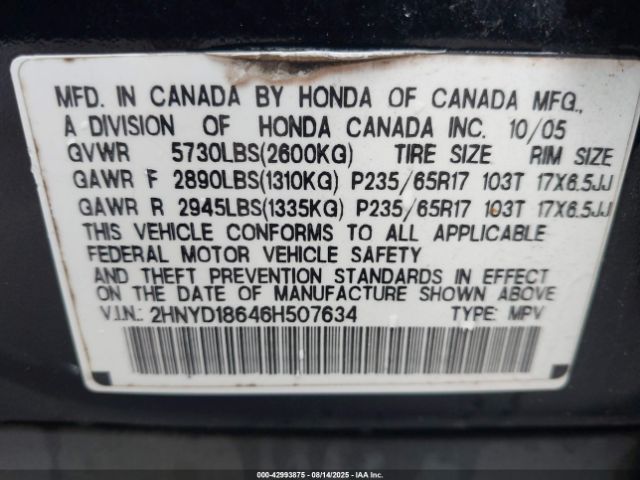 MFD. IN CANADA BY HONDA OF CANADA MFG.,
A DIVISION OF HONDA CANADA INC. 10/05
GVWR 5730LBS(2600KG) TIRE SIZE RIM SIZE
GAWR F 2890LBS(1310KG) P235/65R17 103T 17X6.5JJ
GAWR R 2945LBS(1335KG) P235/65R17 103T 17X6.5JJ
THIS VEHICLE CONFORMS TO ALL APPLICABLE
FEDERAL MOTOR VEHICLE SAFETY
AND THEFT PREVENTION STANDARDS IN EFFECT
ON THE DATE OF MANUFACTURE SHOWN ABOVE
V.I.N.: 2HNYD18646H507634 TYPE: MPV
000-42993875 - 08/14/2025 - IAAI.com